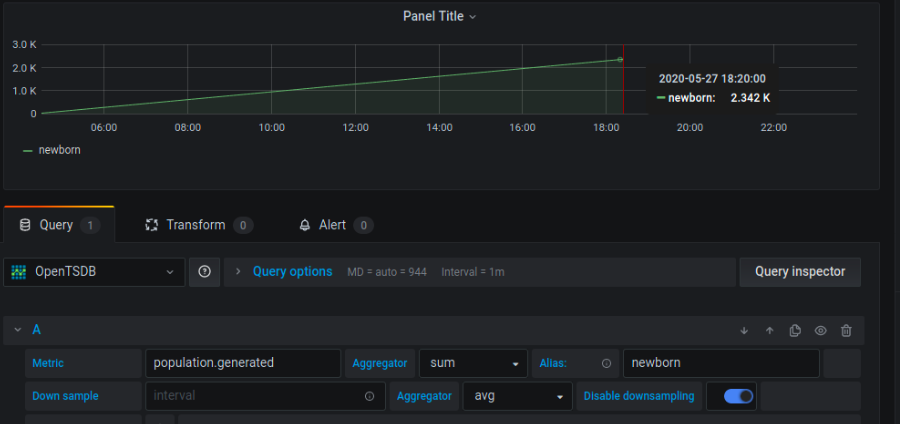 Panel Title
3.0 K
2.0 K
1.0 K
0
2020-05-27 18:20:00
newborn: 2.342 K
06:00 08:00 10:00 12:00 14:00 16:00 18:00 20:00 22:00
newborn
Query 1 Transform 0 Alert 0
OpenTSDB Query options MD = auto = 944 Interval = 1m Query inspector
A
Metric population.generated Aggregator sum Alias: newborn
Down sample interval Aggregator avg Disable downsampling